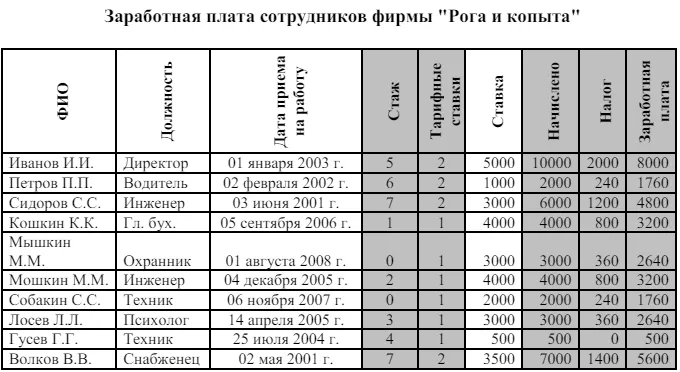 Заработная плата сотрудников фирмы "Рога и копыта"
ФИО Должность Дата приема на работу Стаж Тарифные ставки Ставка Начислено Налог Заработная плата
Иванов И.И. Директор 01 января 2003 г. 5 2 5000 10000 2000 8000
Петров П.П. Водитель 02 февраля 2002 г. 6 2 1000 2000 240 1760
Сидоров С.С. Инженер 03 июня 2001 г. 7 2 3000 6000 1200 4800
Кошкин К.К. Гл. бух. 05 сентября 2006 г. 1 1 4000 4000 800 3200
Мышкин
М.М. Охранник 01 августа 2008 г. 0 1 3000 3000 360 2640
Мошкин М.М. Инженер 04 декабря 2005 г. 2 1 4000 4000 800 3200
Собакин С.С. Техник 06 ноября 2007 г. 0 1 2000 2000 240 1760
Лосев Л.Л. Психолог 14 апреля 2005 г. 3 1 3000 3000 360 2640
Гусев Г.Г. Техник 25 июля 2004 г. 4 1 500 500 0 500
Волков В.В. Снабженец 02 мая 2001 г. 7 2 3500 7000 1400 5600